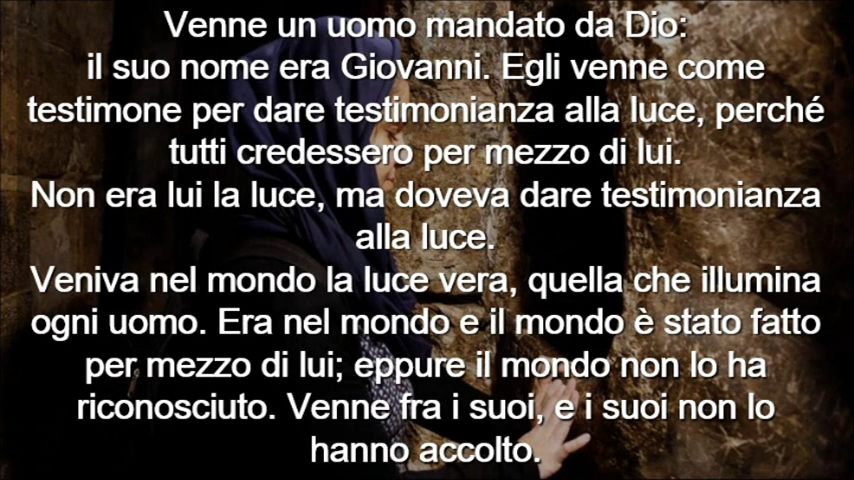 Venne un uomo mandato da Dio:
il suo nome era Giovanni. Egli venne come
testimone per dare testimonianza alla luce, perché
tutti credessero per mezzo di lui.
Non era lui la luce, ma doveva dare testimonianza
alla luce.
Veniva nel mondo la luce vera, quella che illumina
ogni uomo. Era nel mondo e il mondo è stato fatto
per mezzo di lui; eppure il mondo non lo ha
riconosciuto. Venne fra i suoi, e i suoi non lo
hanno accolto.